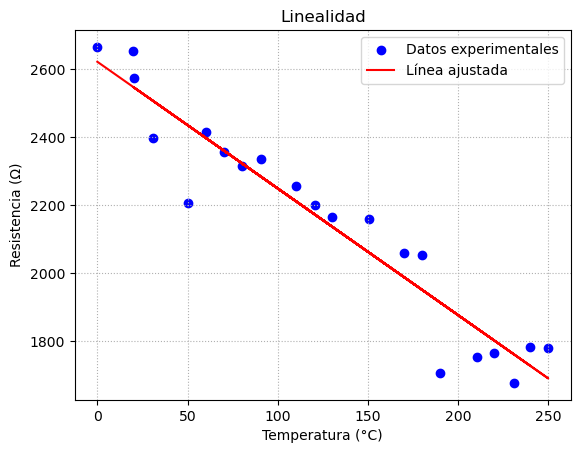 Linealidad
Datos experimentales
Línea ajustada
Resistencia (Ω)
2600
2400
2200
2000
1800
0
50
100
150
200
250
Temperatura (°C)